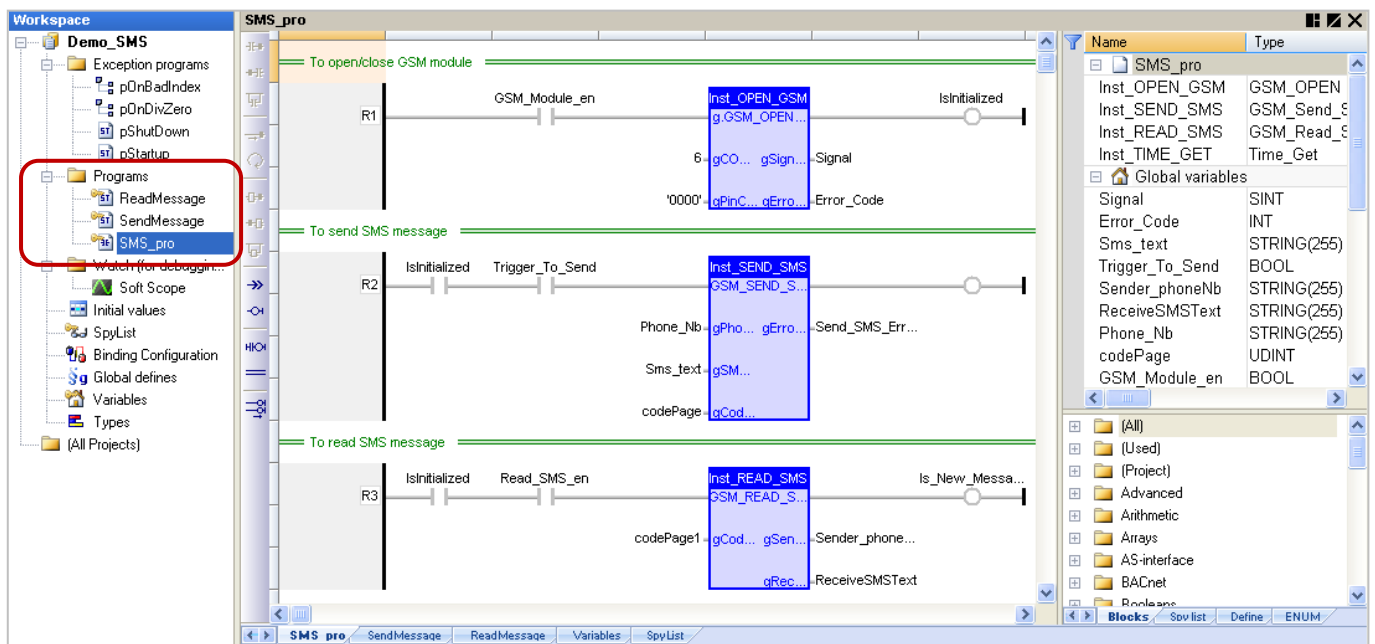 Workspace
Demo_SMS
Exception programs
pOnBadIndex
pOnDivZero
pShutDown
pStartup
Programs
ReadMessage
SendMessage
SMS_pro
Watch (for debuggin...
Soft Scope
Initial values
SpyList
Binding Configuration
Global defines
Variables
Types
(All Projects)
SMS_pro
To open/close GSM module
R1
GSM_Module_en
Inst_OPEN_GSM
g.GSM_OPEN...
IsInitialized
6
gCO... gSign...
Signal
'0000'
gPinC... gErro...
Error_Code
To send SMS message
R2
IsInitialized
Trigger_To_Send
Inst_SEND_SMS
GSM_SEND_S...
Phone_Nb
gPho... gErro...
Send_SMS_Err...
Sms_text
gSM...
codePage
gCod...
To read SMS message
R3
IsInitialized
Read_SMS_en
Inst_READ_SMS
GSM_READ_S...
Is_New_Messa...
codePage1
gCod... gSen...
Sender_phone...
gRec...
ReceiveSMSText
SMS_pro SendMessage ReadMessage Variables SpyList
Name Type
SMS_pro
Inst_OPEN_GSM GSM_OPEN
Inst_SEND_SMS GSM_Send_S
Inst_READ_SMS GSM_Read_S
Inst_TIME_GET Time_Get
Global variables
Signal SINT
Error_Code INT
Sms_text STRING(255)
Trigger_To_Send BOOL
Sender_phoneNb STRING(255)
ReceiveSMSText STRING(255)
Phone_Nb STRING(255)
codePage UDINT
GSM_Module_en BOOL
(All)
(Used)
(Project)
Advanced
Arithmetic
Arrays
AS-interface
BACnet
Booleans
Blocks Spy list Define ENUM